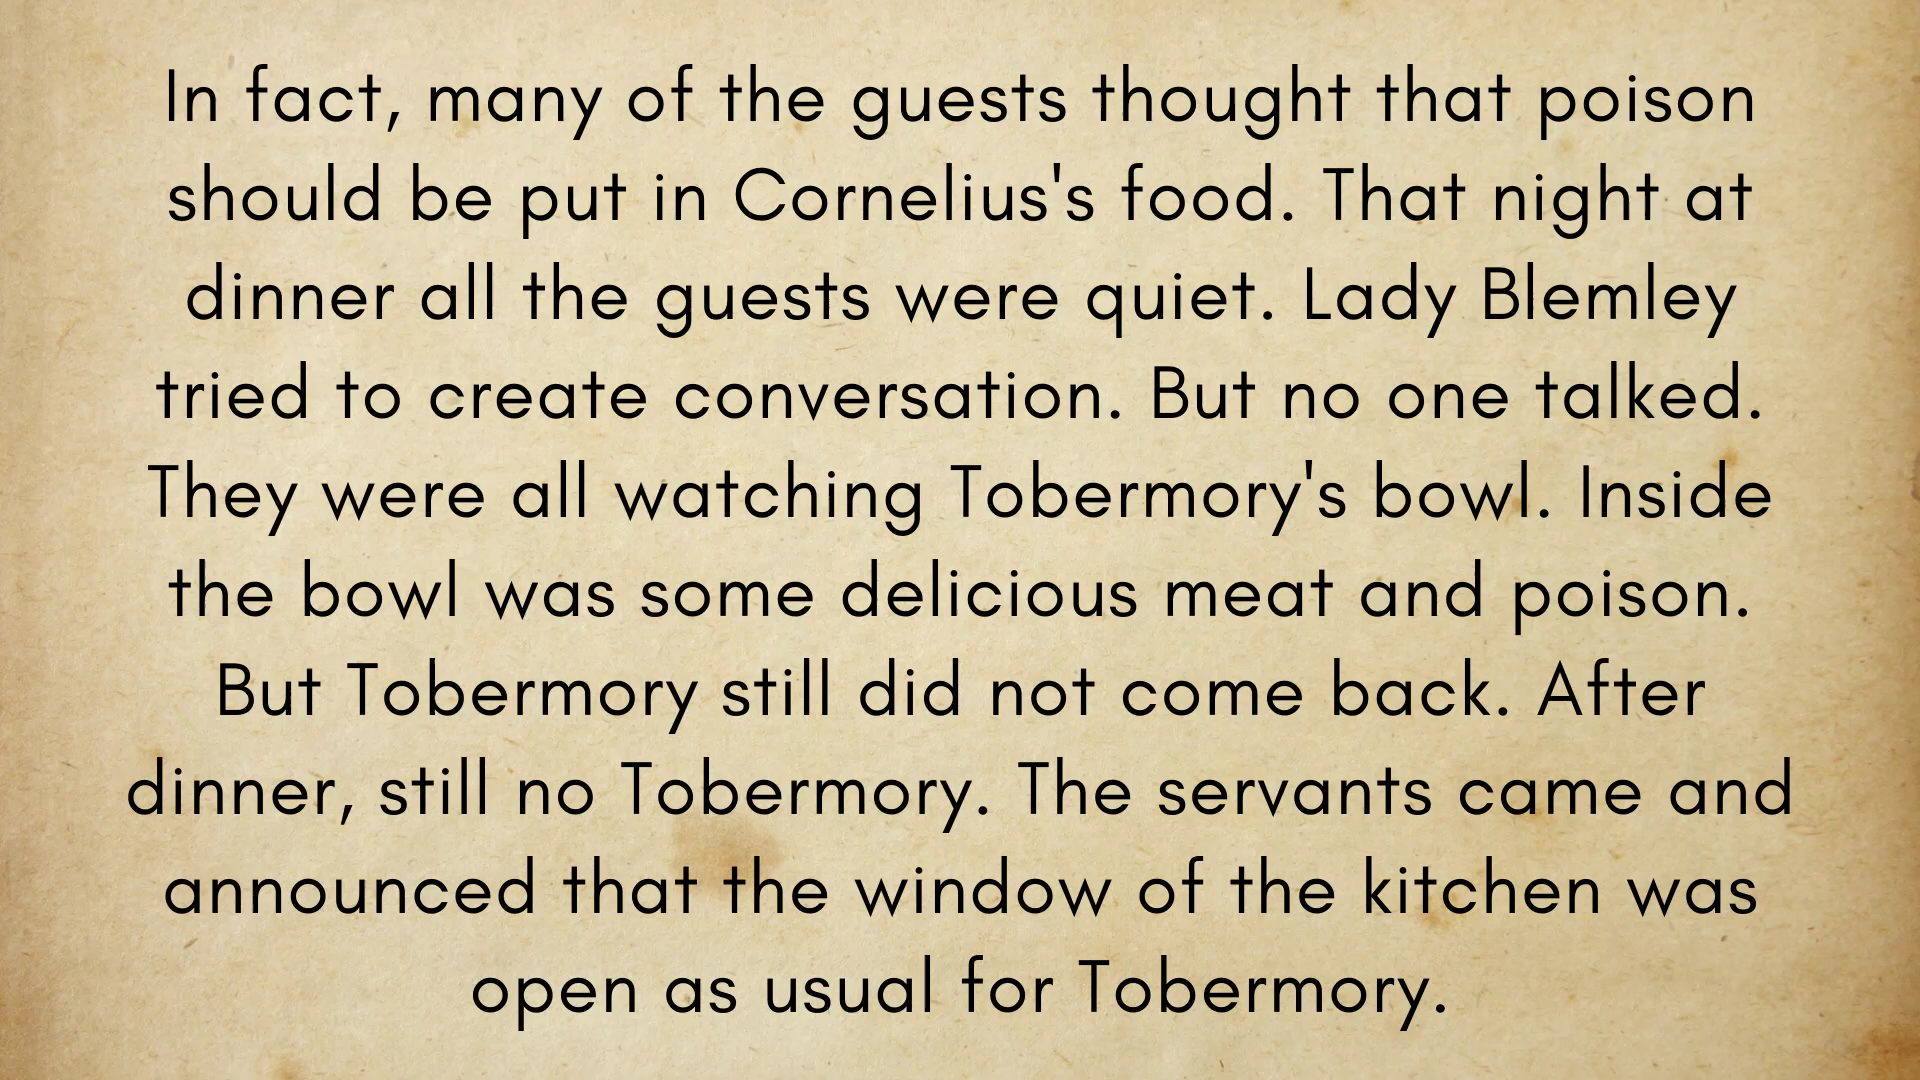 In fact, many of the guests thought that poison
should be put in Cornelius's food. That night at
dinner all the guests were quiet. Lady Blemley
tried to create conversation. But no one talked.
They were all watching Tobermory's bowl. Inside
the bowl was some delicious meat and poison.
But Tobermory still did not come back. After
dinner, still no Tobermory. The servants came and
announced that the window of the kitchen was
open as usual for Tobermory.